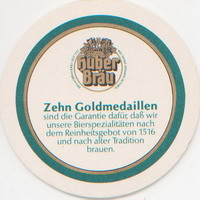 Huber
Bräu
Zehn Goldmedaillen
sind die Garantie dafür, daß wir
unsere Bierspezialitäten nach
dem Reinheitsgebot von 1516
und nach alter Tradition
brauen.